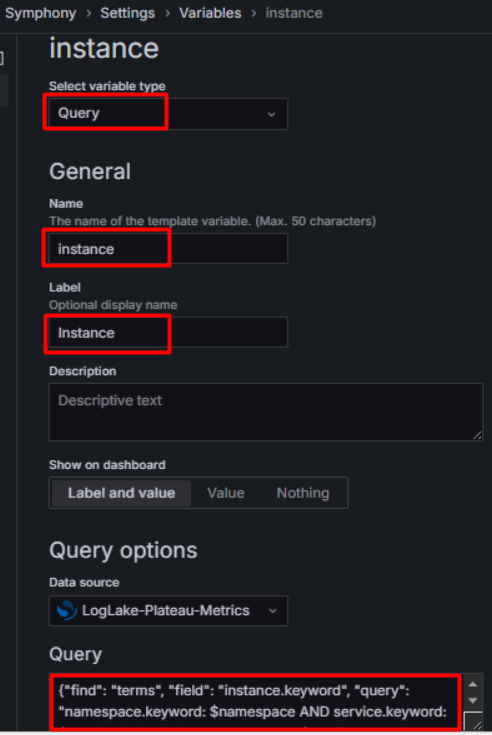 Symphony > Settings > Variables > instance
instance
Select variable type
Query
General
Name
The name of the template variable. (Max. 50 characters)
instance
Label
Optional display name
Instance
Description
Descriptive text
Show on dashboard
Label and value Value Nothing
Query options
Data source
LogLake-Plateau-Metrics
Query
{"find": "terms", "field": "instance.keyword", "query":
"namespace.keyword: $namespace AND service.keyword: